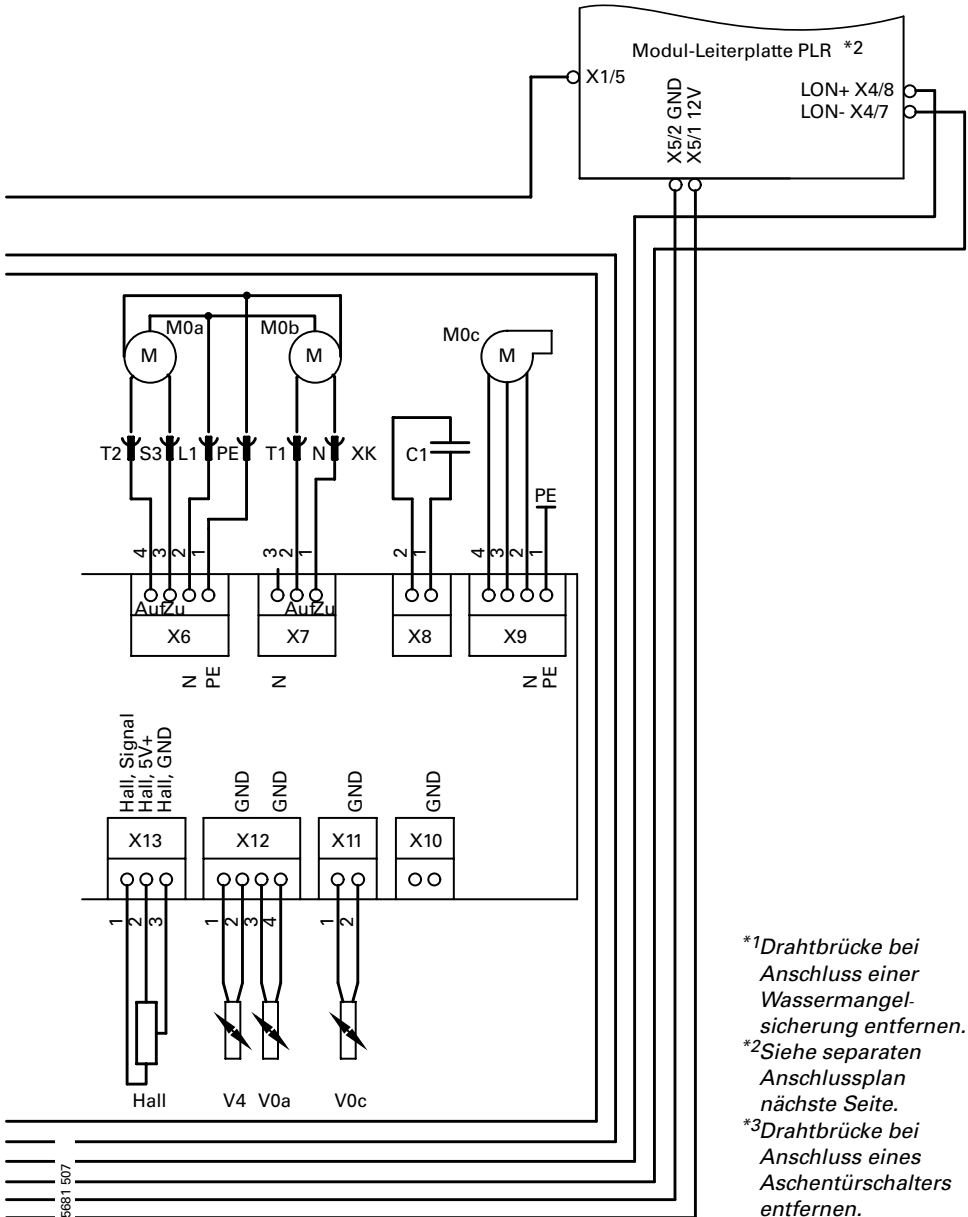 Modul-Leiterplatte PLR *2
X1/5
LON+ X4/8
LON- X4/7
X5/2 GND
X5/1 12V
M0a
M0b
M0c
M
M
M
T2
S3
L1
PE
T1
N
XK
C1
PE
4
3
2
1
3
2
1
2
1
4
3
2
1
Auf
Zu
Auf
Zu
X6
X7
X8
X9
N
PE
N
N
PE
Hall, Signal
Hall, 5V+
Hall, GND
GND
GND
GND
GND
X13
X12
X11
X10
1
2
3
1
2
3
4
1
2
Hall
V4
V0a
V0c
*1Drahtbrücke bei
Anschluss einer
Wassermangel-
sicherung entfernen.
*2Siehe separaten
Anschlussplan
nächste Seite.
*3Drahtbrücke bei
Anschluss eines
Aschentürschalters
entfernen.
5681 507